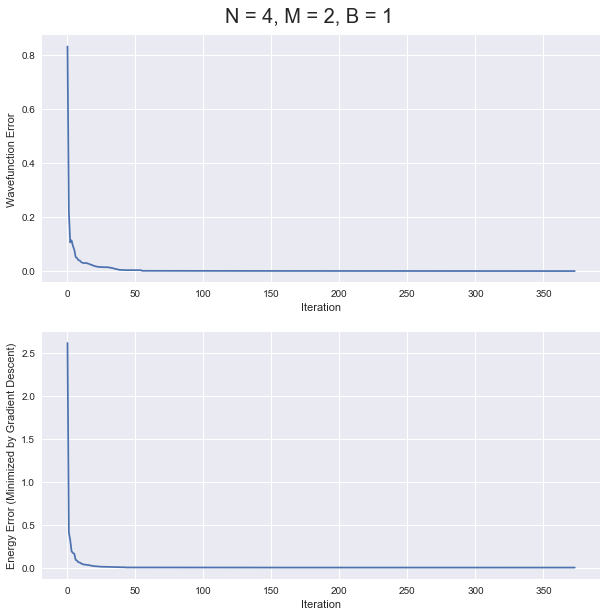 N = 4, M = 2, B = 1
0.8
0.6
0.4
0.2
0.0
Wavefunction Error
0 50 100 150 200 250 300 350
Iteration
2.5
2.0
1.5
1.0
0.5
0.0
Energy Error (Minimized by Gradient Descent)
0 50 100 150 200 250 300 350
Iteration